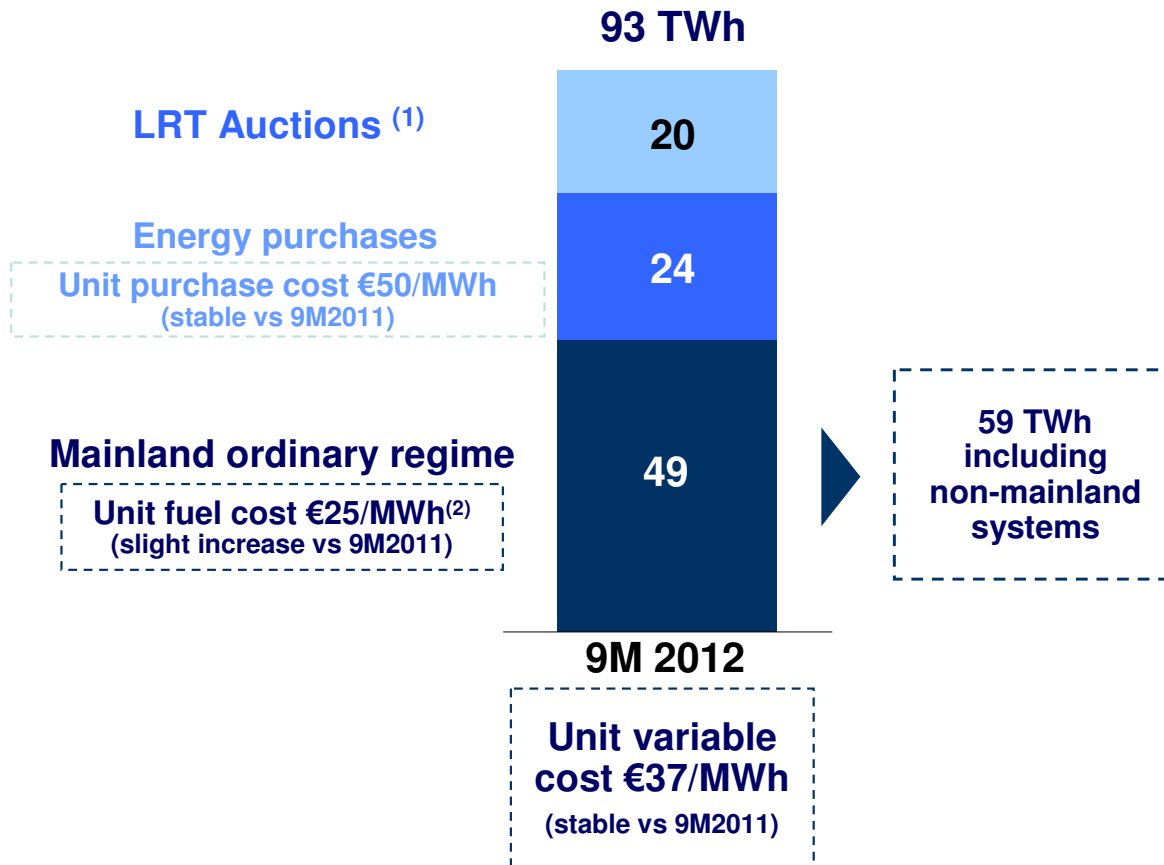 93 TWh
LRT Auctions (1)
20
Energy purchases
Unit purchase cost €50/MWh
(stable vs 9M2011)
24
Mainland ordinary regime
Unit fuel cost €25/MWh(2)
(slight increase vs 9M2011)
49
59 TWh
including
non-mainland
systems
9M 2012
Unit variable
cost €37/MWh
(stable vs 9M2011)